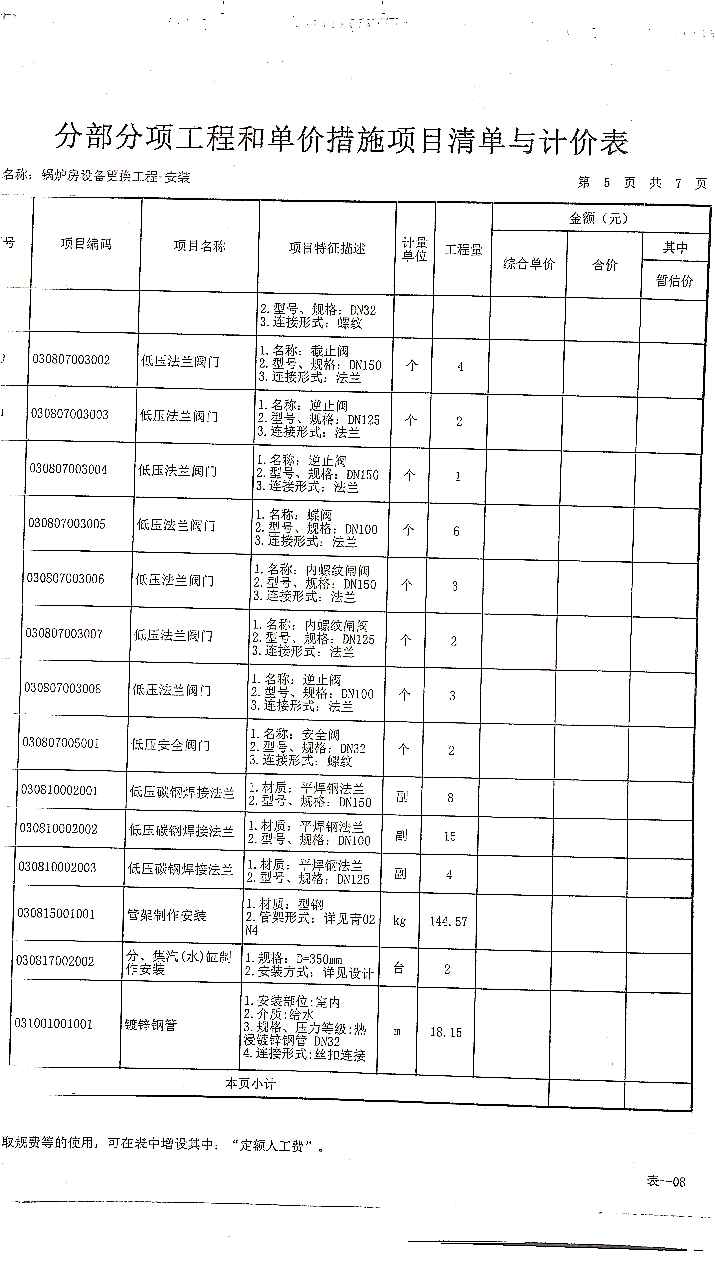 分部分项工程和单价措施项目清单与计价表
名称：锅炉房设备更换工程-安装
第 5 页 共 7 页
号 项目编码 项目名称 项目特征描述 计量单位 工程量 金额（元）
综合单价 合价 其中
暂估价
2.型号、规格：DN32
3.连接形式：螺纹
030807003002 低压法兰阀门 1.名称：截止阀 个 4
2.型号、规格：DN150
3.连接形式：法兰
030807003003 低压法兰阀门 1.名称：逆止阀 个 2
2.型号、规格：DN125
3.连接形式：法兰
030807003004 低压法兰阀门 1.名称：逆止阀 个 1
2.型号、规格：DN150
3.连接形式：法兰
030807003005 低压法兰阀门 1.名称：蝶阀 个 6
2.型号、规格：DN100
3.连接形式：法兰
030807003006 低压法兰阀门 1.名称：内螺纹闸阀 个 3
2.型号、规格：DN150
3.连接形式：法兰
030807003007 低压法兰阀门 1.名称：内螺纹闸阀 个 2
2.型号、规格：DN125
3.连接形式：法兰
030807003008 低压法兰阀门 1.名称：逆止阀 个 3
2.型号、规格：DN100
3.连接形式：法兰
030807005001 低压安全阀门 1.名称：安全阀 个 2
2.型号、规格：DN32
3.连接形式：螺纹
030810002001 低压碳钢焊接法兰 1.材质：平焊钢法兰 副 8
2.型号、规格：DN150
030810002002 低压碳钢焊接法兰 1.材质：平焊钢法兰 副 15
2.型号、规格：DN100
030810002003 低压碳钢焊接法兰 1.材质：平焊钢法兰 副 4
2.型号、规格：DN125
030815001001 管架制作安装 1.材质：型钢 kg 144.57
2.管架形式：详见青02
N4
030817002002 分、集汽(水)缸制作安装 1.规格：D=350mm 台 2
2.安装方式：详见设计
031001001001 镀锌钢管 1.安装部位:室内 m 18.15
2.介质:给水
3.规格、压力等级:热
浸镀锌钢管 DN32
4.连接形式:丝扣连接
本页小计
取规费等的使用，可在表中增设其中：“定额人工费”。
表--08